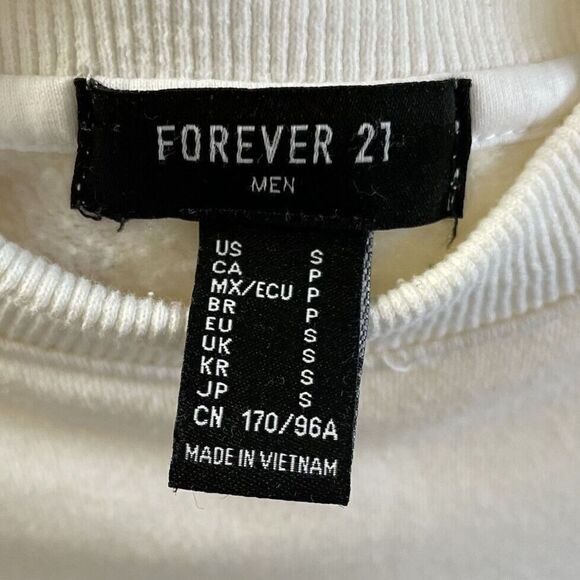 FOREVER 21
MEN
US S
CA P
MX/ECU P
BR P
EU S
UK S
KR S
JP S
CN 170/96A
MADE IN VIETNAM